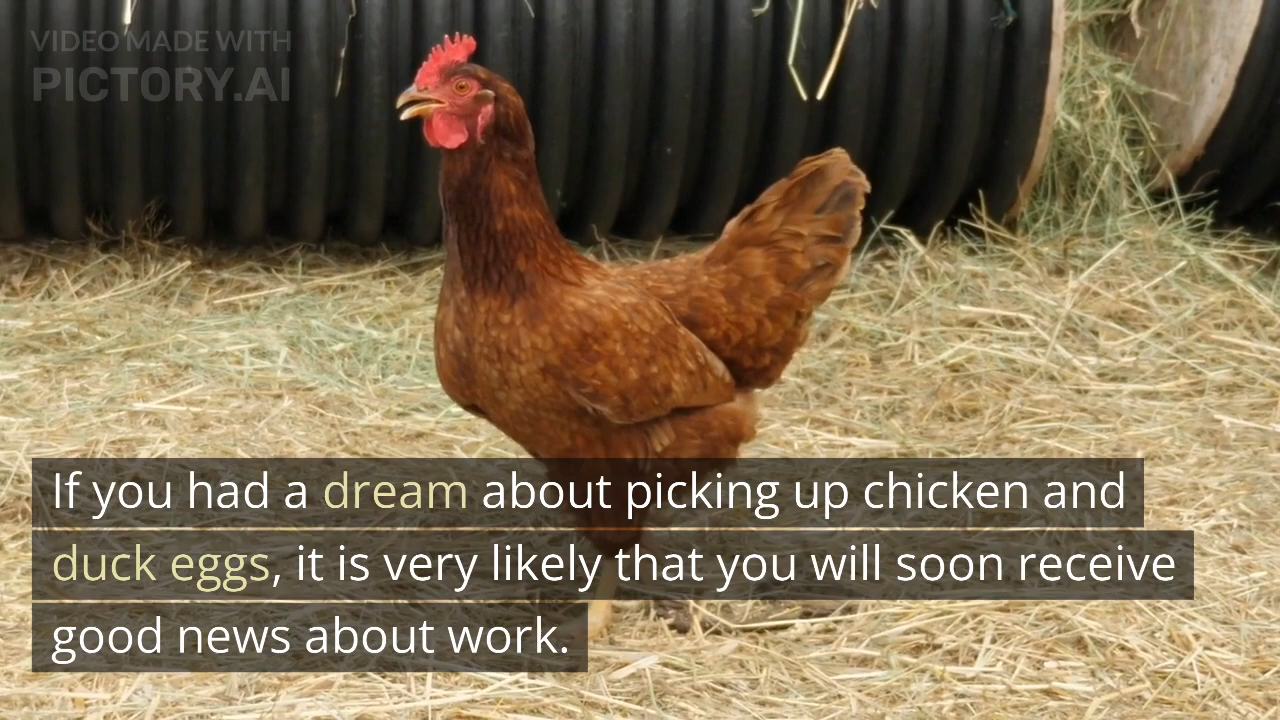 VIDEO MADE WITH
PICTORY.AI
If you had a dream about picking up chicken and
duck eggs, it is very likely that you will soon receive
good news about work.